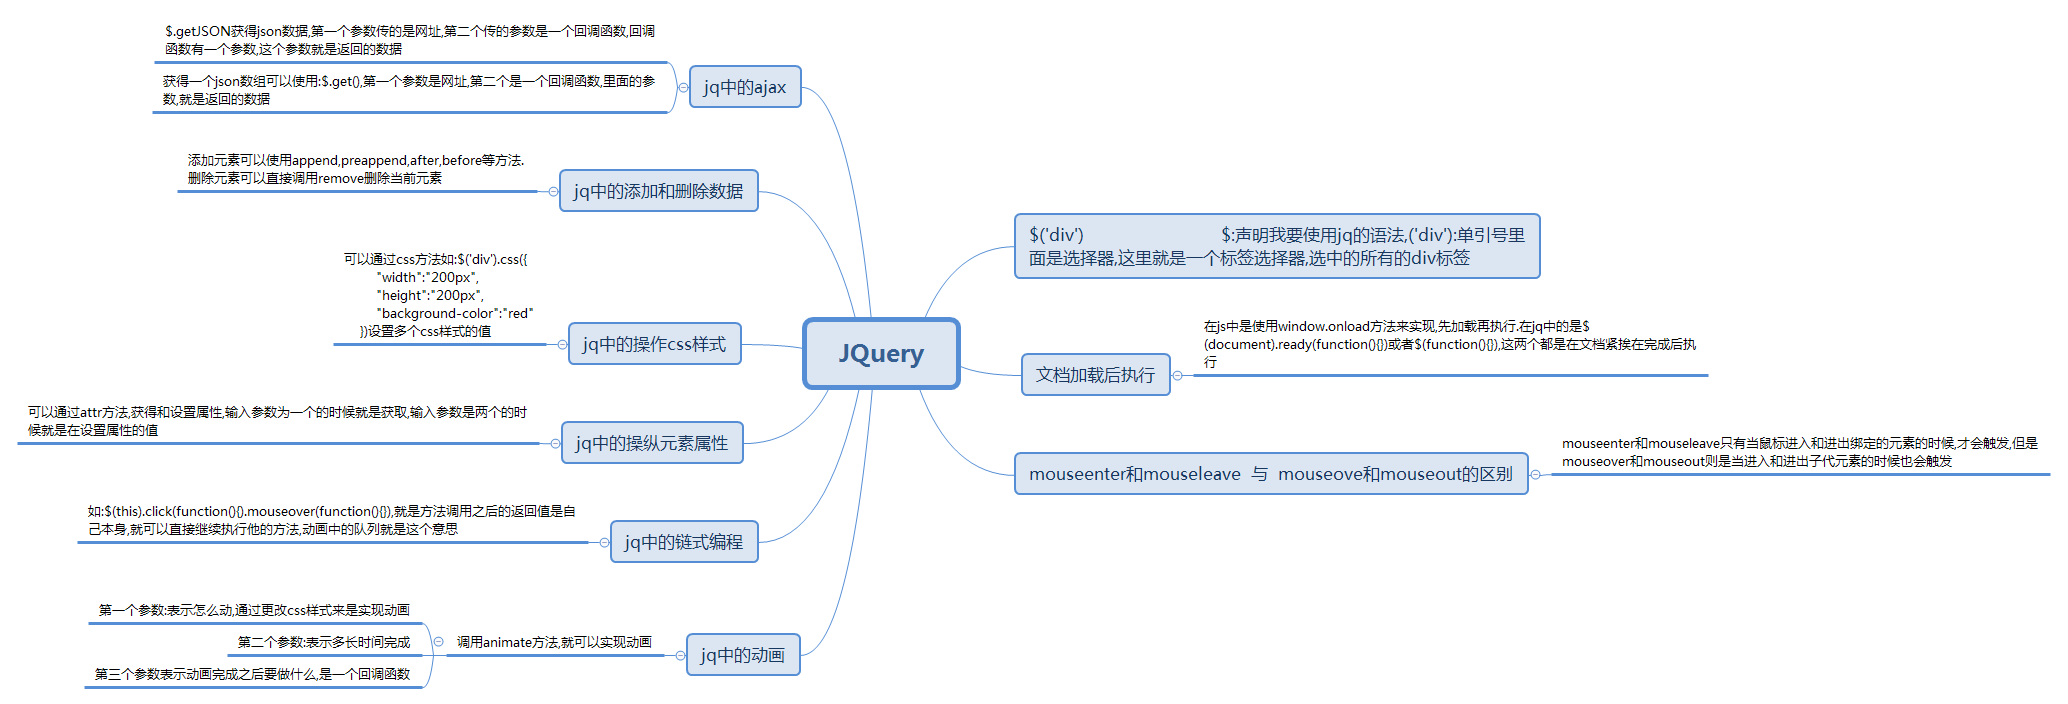 JQuery
$('div')                             $:声明我要使用jq的语法,('div'):单引号里
面是选择器,这里就是一个标签选择器,选中的所有的div标签
文档加载后执行
在js中是使用window.onload方法来实现,先加载再执行.在jq中的是$
(document).ready(function(){})或者$(function(){}),这两个都是在文档紧挨在完成后执
行
mouseenter和mouseleave  与  mouseove和mouseout的区别
mouseenter和mouseleave只有当鼠标进入和进出绑定的元素的时候,才会触发,但是
mouseover和mouseout则是当进入和进出子代元素的时候也会触发
jq中的ajax
$.getJSON获得json数据,第一个参数传的是网址,第二个传的参数是一个回调函数,回调
函数有一个参数,这个参数就是返回的数据
获得一个json数组可以使用:$.get(),第一个参数是网址,第二个是一个回调函数,里面的参
数,就是返回的数据
jq中的添加和删除数据
添加元素可以使用append,preappend,after,before等方法.
删除元素可以直接调用remove删除当前元素
jq中的操作css样式
可以通过css方法如:$('div').css({
"width":"200px",
"height":"200px",
"background-color":"red"
})设置多个css样式的值
jq中的操纵元素属性
可以通过attr方法,获得和设置属性,输入参数为一个的时候就是获取,输入参数是两个的时
候就是在设置属性的值
jq中的链式编程
如:$(this).click(function(){}.mouseover(function(){}),就是方法调用之后的返回值是自
己本身,就可以直接继续执行他的方法,动画中的队列就是这个意思
jq中的动画
调用animate方法,就可以实现动画
第一个参数:表示怎么动,通过更改css样式来是实现动画
第二个参数:表示多长时间完成
第三个参数表示动画完成之后要做什么,是一个回调函数